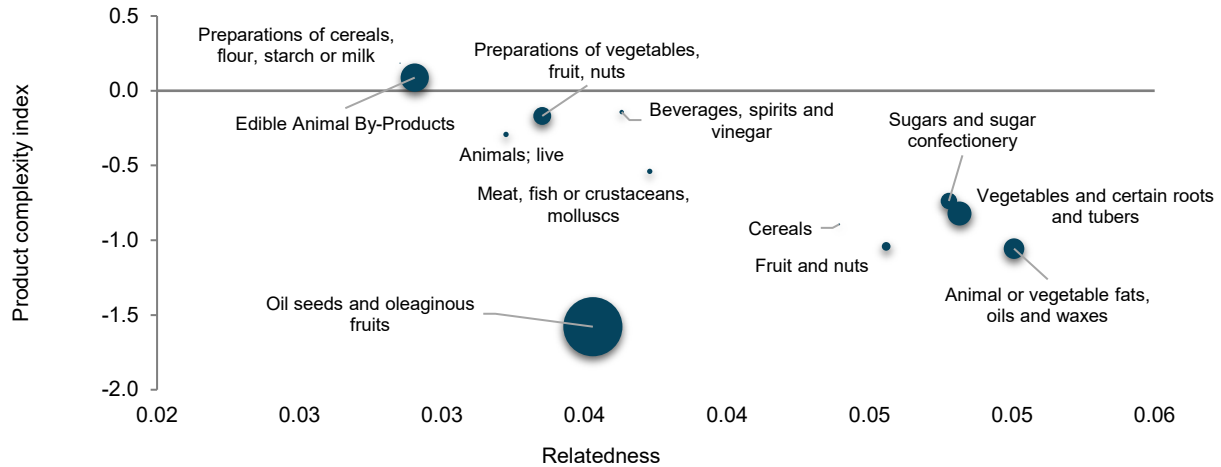 Product complexity index
0.5
0.0
-0.5
-1.0
-1.5
-2.0
Preparations of cereals,
flour, starch or milk
Edible Animal By-Products
Preparations of vegetables,
fruit, nuts
Animals; live
Beverages, spirits and
vinegar
Meat, fish or crustaceans,
molluscs
Sugars and sugar
confectionery
Vegetables and certain roots
and tubers
Cereals
Fruit and nuts
Animal or vegetable fats,
oils and waxes
Oil seeds and oleaginous
fruits
0.02 0.03 0.03 0.04 0.04 0.05 0.05 0.06
Relatedness